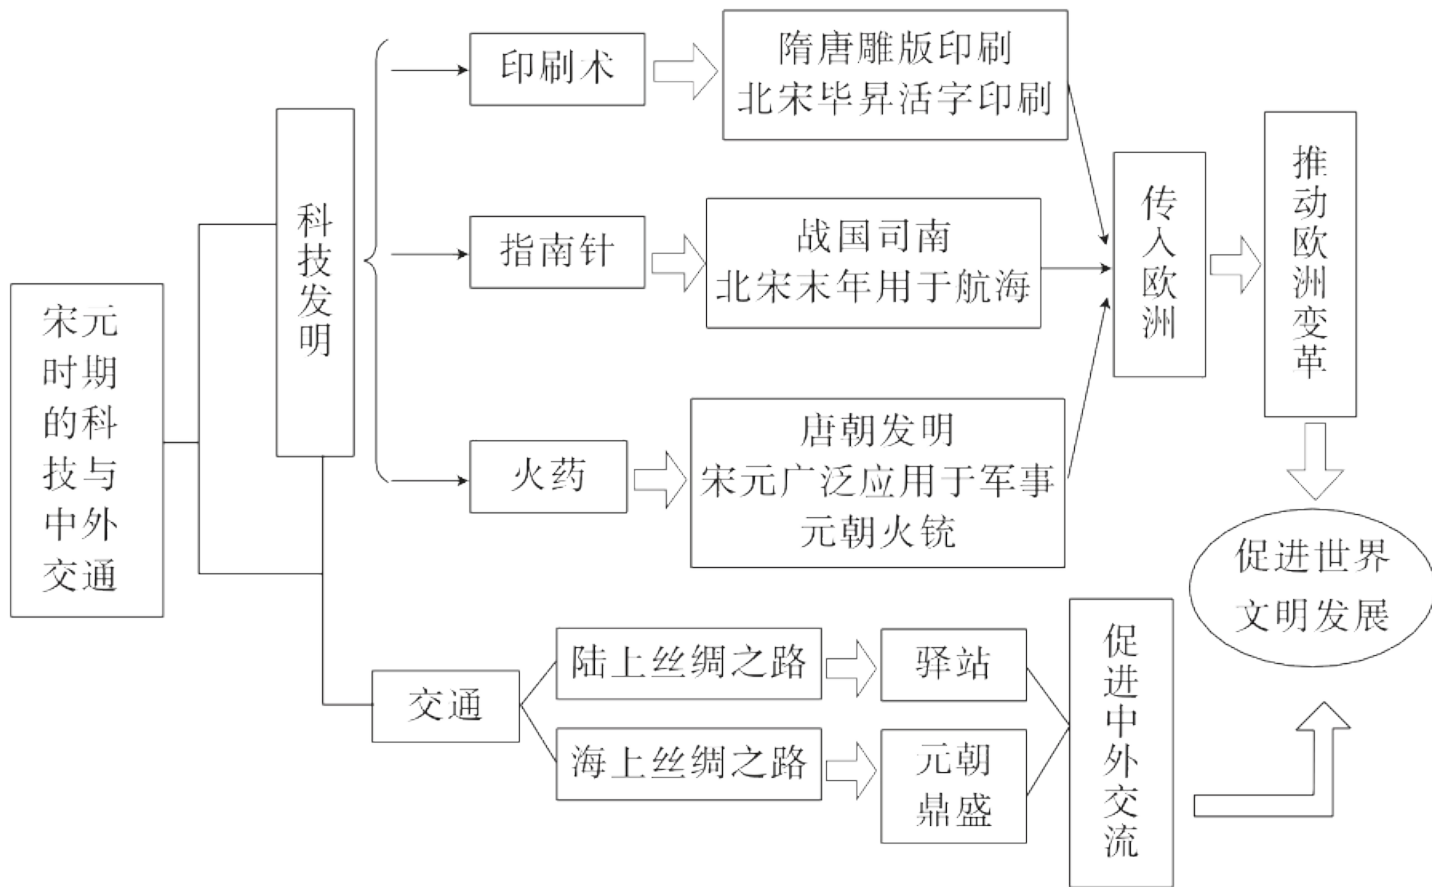 宋元
时期
的科
技与
中外
交通
科技发明
印刷术
隋唐雕版印刷
北宋毕昇活字印刷
指南针
战国司南
北宋末年用于航海
火药
唐朝发明
宋元广泛应用于军事
元朝火铳
传入欧洲
推动欧洲变革
促进世界
文明发展
交通
陆上丝绸之路
驿站
海上丝绸之路
元朝
鼎盛
促进中外交流